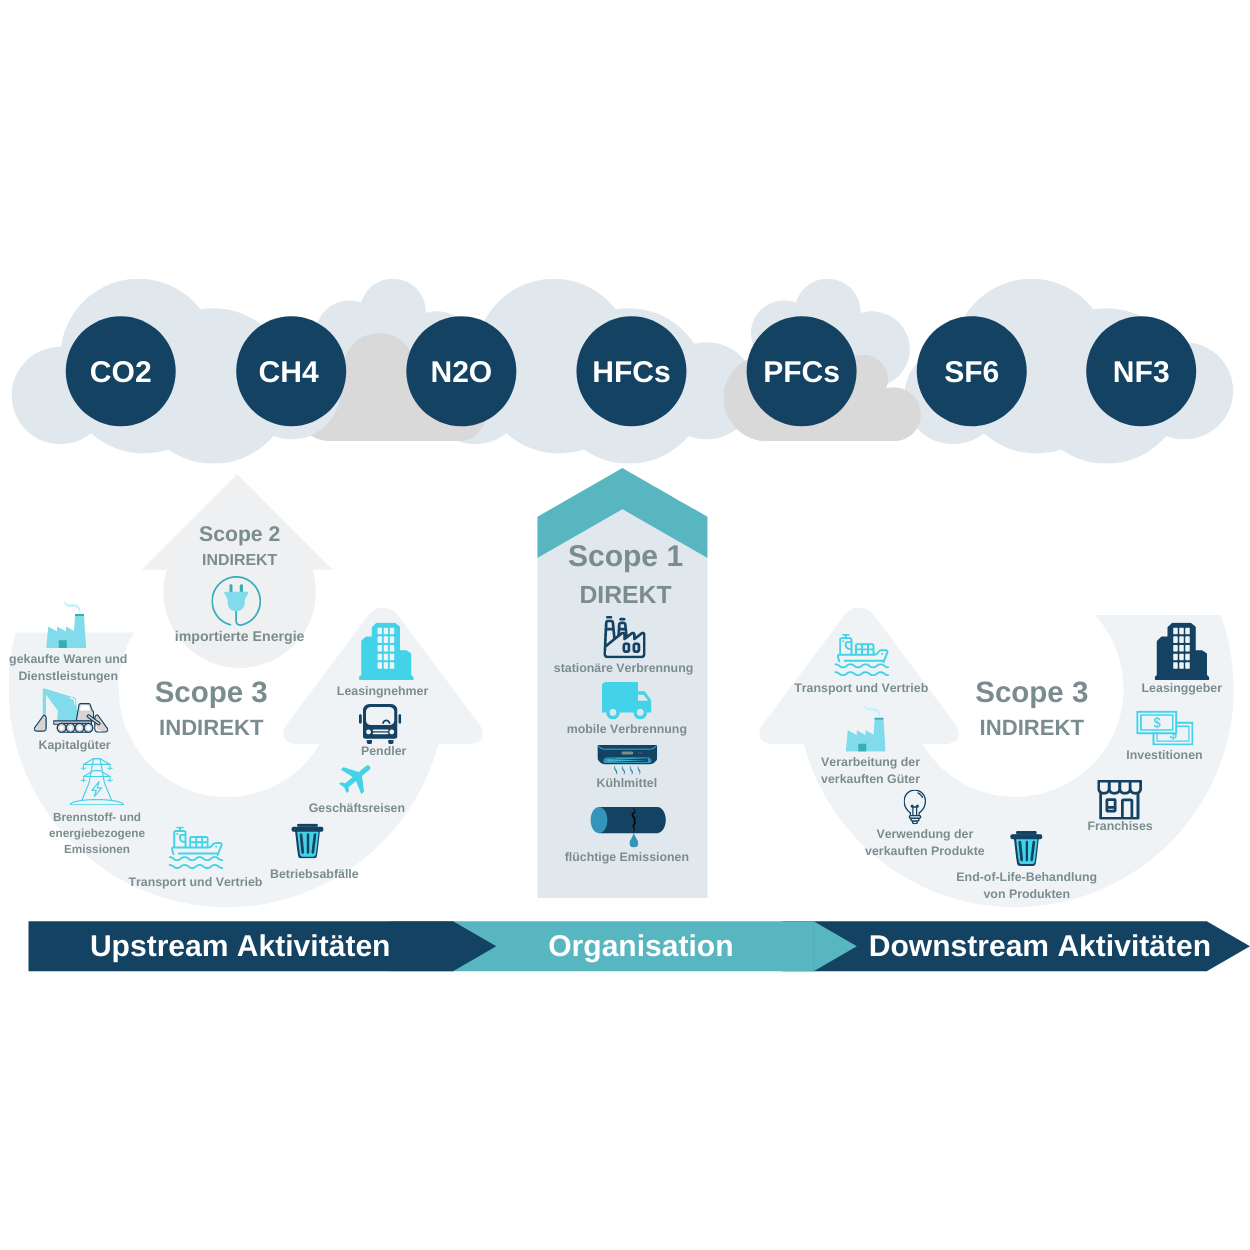 CO2
CH4
N2O
HFCs
PFCs
SF6
NF3
Scope 2
INDIREKT
importierte Energie
gekaufte Waren und
Dienstleistungen
Kapitalgüter
Brennstoff- und
energiebezogene
Emissionen
Transport und Vertrieb
Betriebsabfälle
Geschäftsreisen
Pendler
Leasingnehmer
Scope 3
INDIREKT
Scope 1
DIREKT
stationäre Verbrennung
mobile Verbrennung
Kühlmittel
flüchtige Emissionen
Transport und Vertrieb
Verarbeitung der
verkauften Güter
Verwendung der
verkauften Produkte
End-of-Life-Behandlung
von Produkten
Franchises
$
$
Investitionen
Leasinggeber
Scope 3
INDIREKT
Upstream Aktivitäten
Organisation
Downstream Aktivitäten